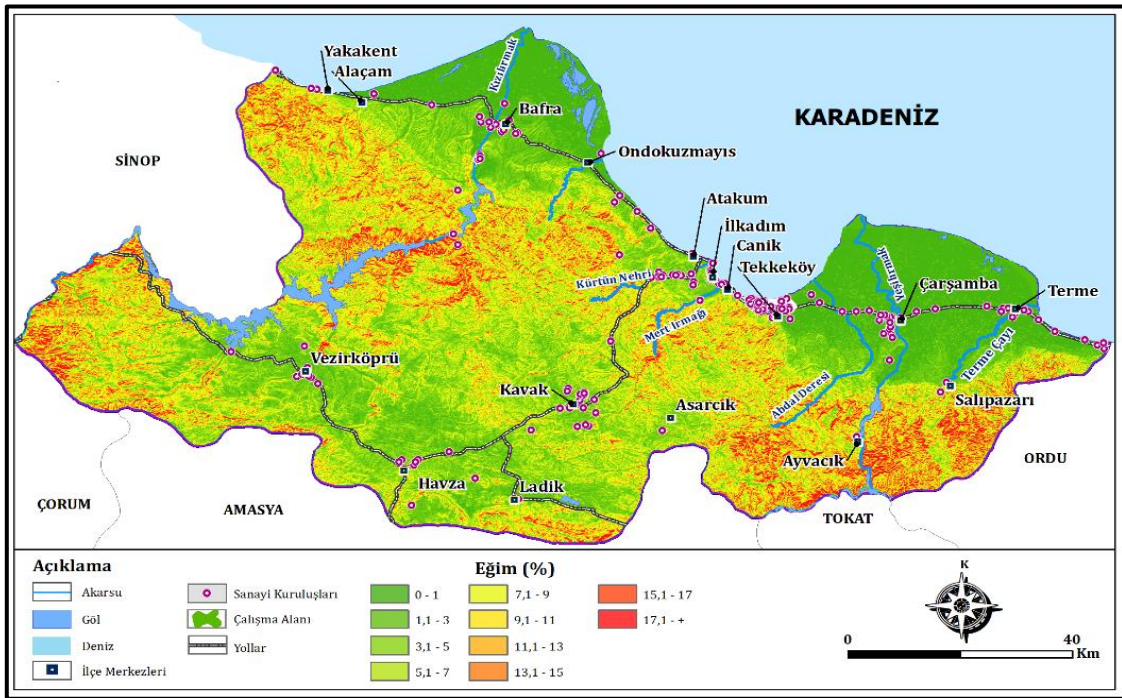 Yakakent
Alaçam
Kızılırmak
Bafra
KARADENİZ
SİNOP
Ondokuzmayıs
Atakum
İlkadım
Canik
Tekkeköy
Kürtün Nehri
Yeşilırmak
Çarşamba
Terme
Mert irmağı
Vezirköprü
Terme Çayı
Kavak
Asarcık
Abdal Deresi
Salıpazarı
Ayvacık
ORDU
Havza
Ladik
ÇORUM
AMASYA
TOKAT
Açıklama
Akarsu
Göl
Deniz
İlçe Merkezleri
Sanayi Kuruluşları
Çalışma Alanı
Yollar
Eğim (%)
0 - 1
1,1 - 3
3,1 - 5
5,1 - 7
7,1 - 9
9,1 - 11
11,1 - 13
13,1 - 15
15,1 - 17
17,1 - +
K
0 40
Km